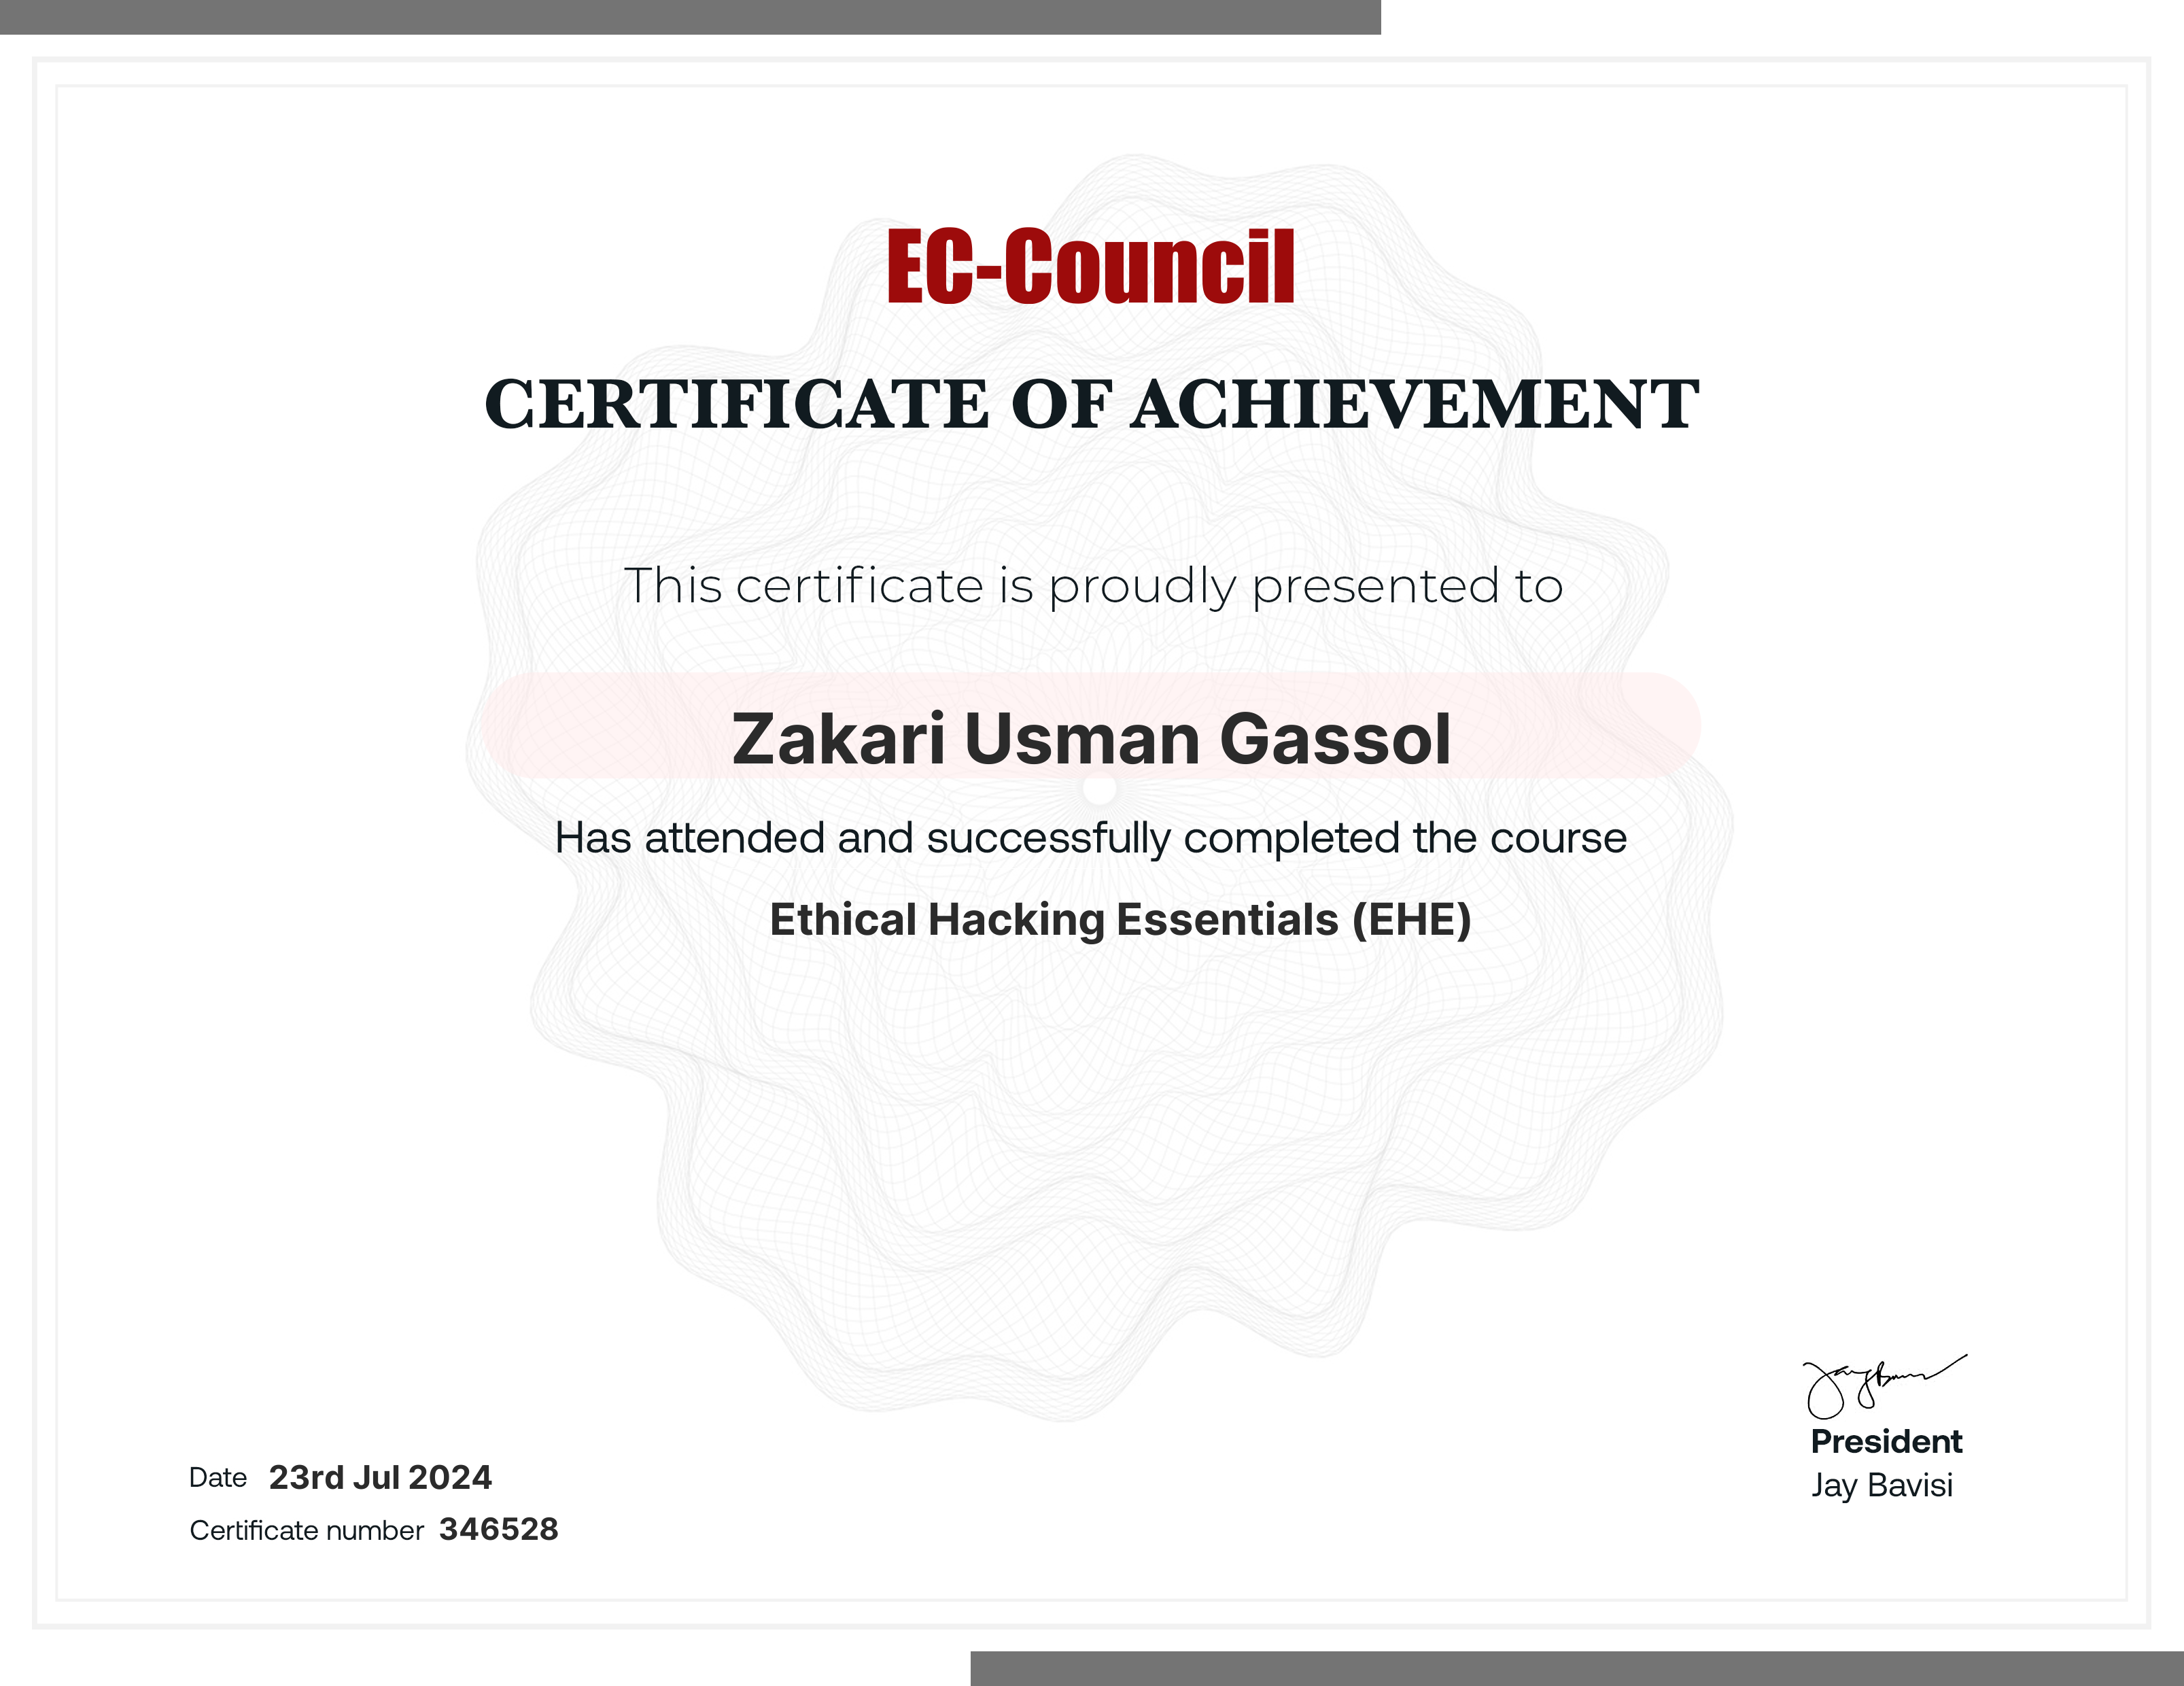 EC-Council
CERTIFICATE OF ACHIEVEMENT
This certificate is proudly presented to
Zakari Usman Gassol
Has attended and successfully completed the course
Ethical Hacking Essentials (EHE)
President
Jay Bavisi
Date 23rd Jul 2024
Certificate number 346528